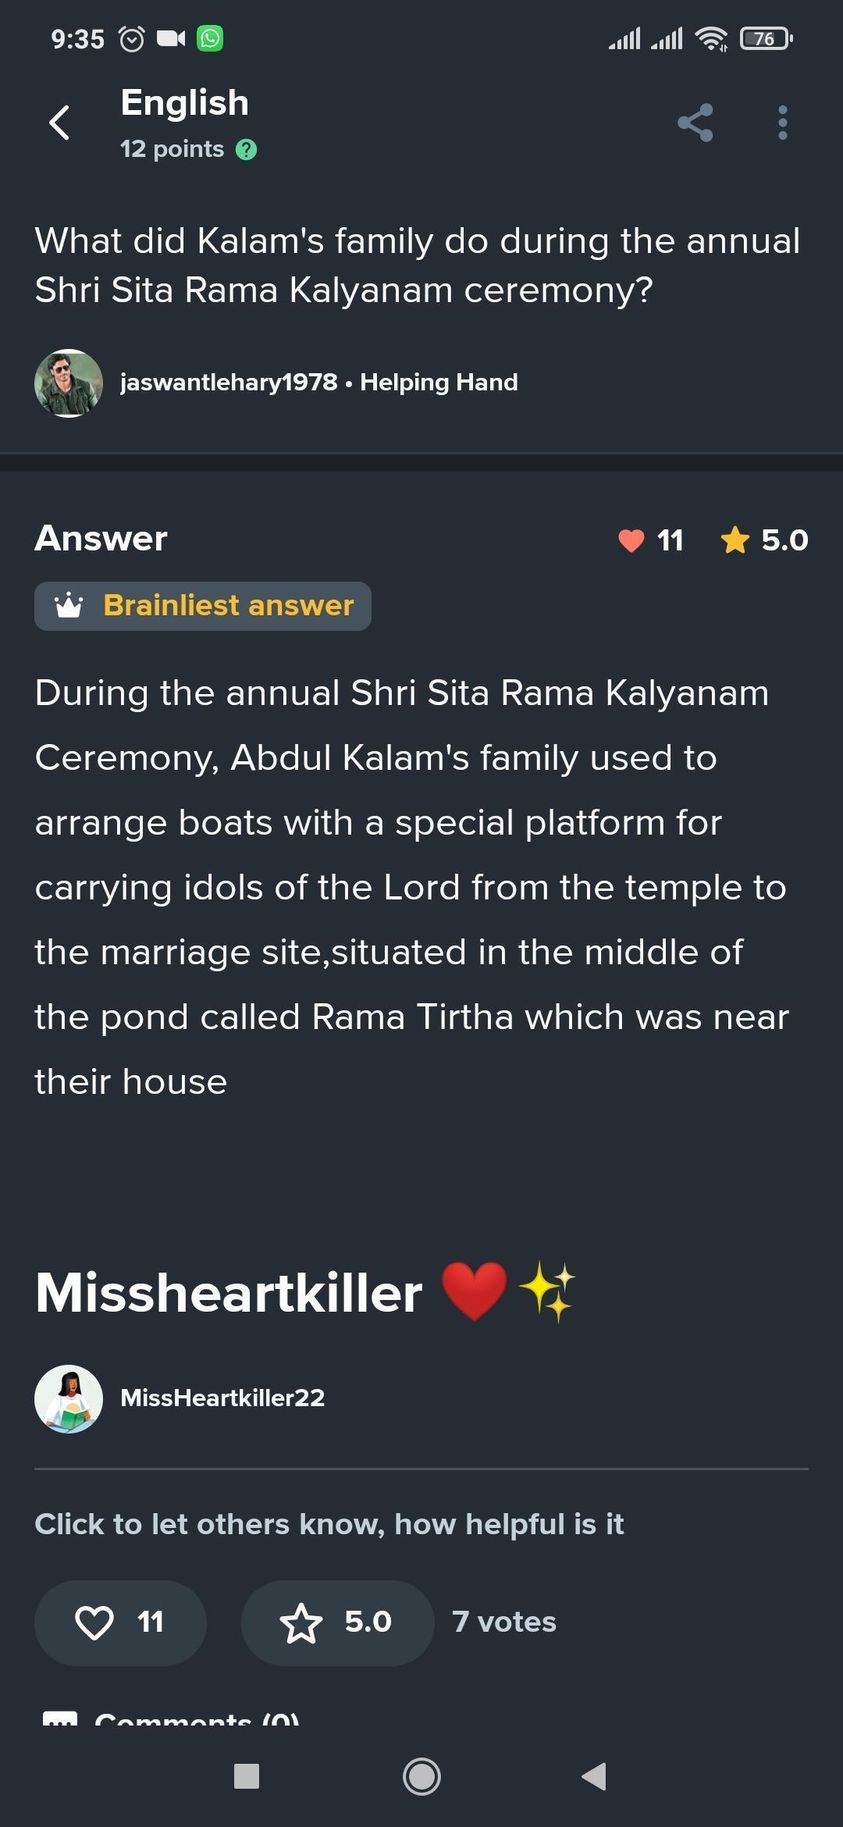 9:35
76
English
12 points ?
What did Kalam's family do during the annual
Shri Sita Rama Kalyanam ceremony?
jaswantlehary1978 • Helping Hand
Answer
11
5.0
Brainliest answer
During the annual Shri Sita Rama Kalyanam
Ceremony, Abdul Kalam's family used to
arrange boats with a special platform for
carrying idols of the Lord from the temple to
the marriage site,situated in the middle of
the pond called Rama Tirtha which was near
their house
Missheartkiller ❤️✨
MissHeartkiller22
Click to let others know, how helpful is it
11
5.0
7 votes
Comments (0)